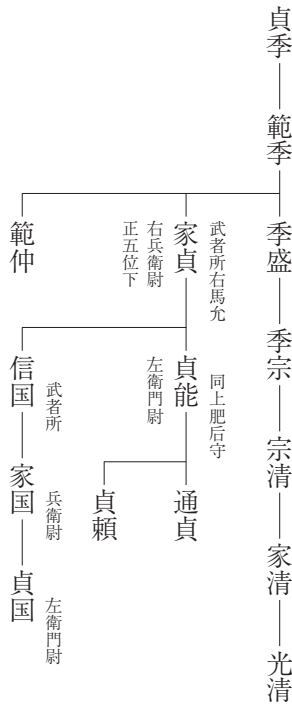 貞季
範季
季盛
季宗
宗清
家清
光清
武者所右馬允
家貞
右兵衛尉
正五位下
同上肥后守
貞能
左衛門尉
通貞
貞頼
武者所
信国
兵衛尉
家国
左衛門尉
貞国
範仲